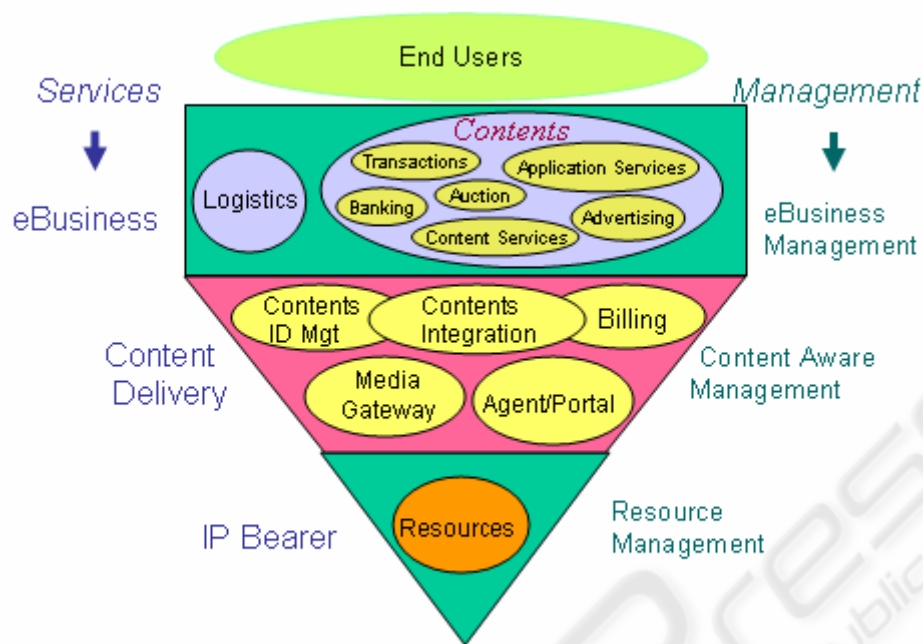 End Users
Services
Management
Contents
Transactions
Application Services
Logistics
Auction
Banking
Advertising
Content Services
eBusiness
eBusiness
Management
Contents
ID Mgt
Contents
Integration
Billing
Content
Delivery
Media
Gateway
Agent/Portal
Content Aware
Management
IP Bearer
Resources
Resource
Management